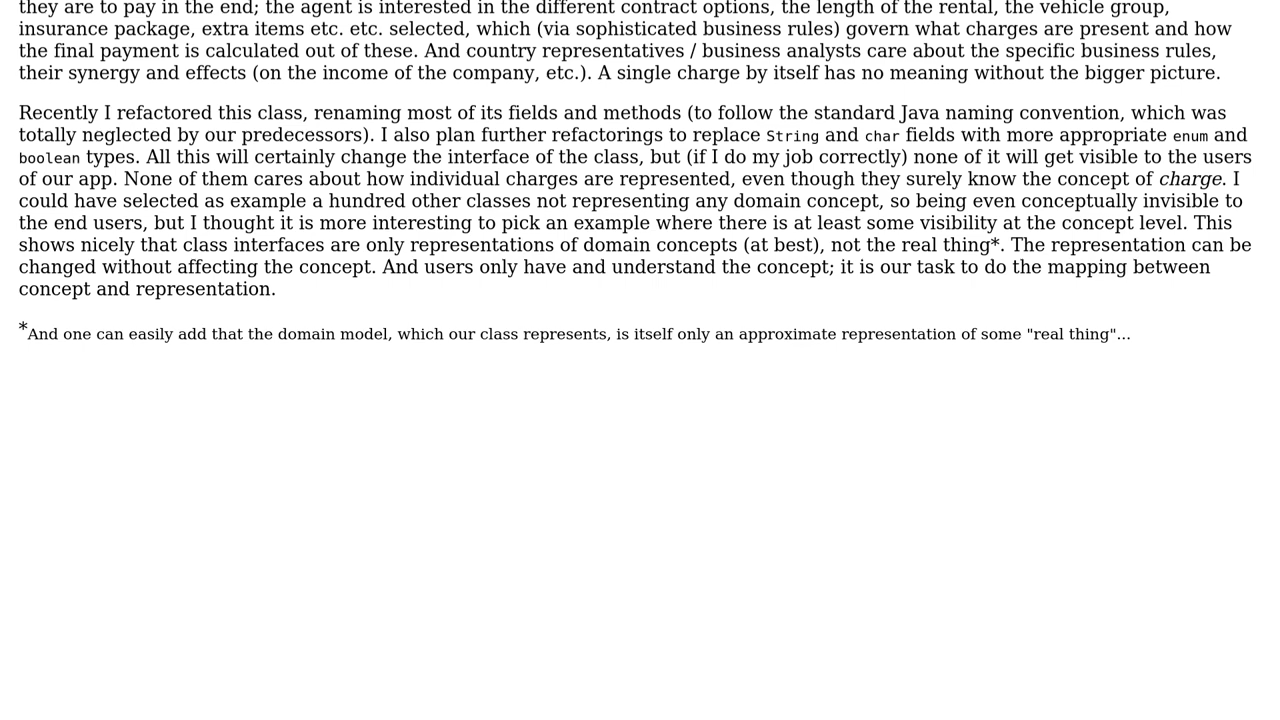 they are to pay in the end; the agent is interested in the different contract options, the length of the rental, the vehicle group,
insurance package, extra items etc. etc. selected, which (via sophisticated business rules) govern what charges are present and how
the final payment is calculated out of these. And country representatives / business analysts care about the specific business rules,
their synergy and effects (on the income of the company, etc.). A single charge by itself has no meaning without the bigger picture.
Recently I refactored this class, renaming most of its fields and methods (to follow the standard Java naming convention, which was
totally neglected by our predecessors). I also plan further refactorings to replace String and char fields with more appropriate enum and
boolean types. All this will certainly change the interface of the class, but (if I do my job correctly) none of it will get visible to the users
of our app. None of them cares about how individual charges are represented, even though they surely know the concept of charge. I
could have selected as example a hundred other classes not representing any domain concept, so being even conceptually invisible to
the end users, but I thought it is more interesting to pick an example where there is at least some visibility at the concept level. This
shows nicely that class interfaces are only representations of domain concepts (at best), not the real thing*. The representation can be
changed without affecting the concept. And users only have and understand the concept; it is our task to do the mapping between
concept and representation.
*And one can easily add that the domain model, which our class represents, is itself only an approximate representation of some "real thing"...